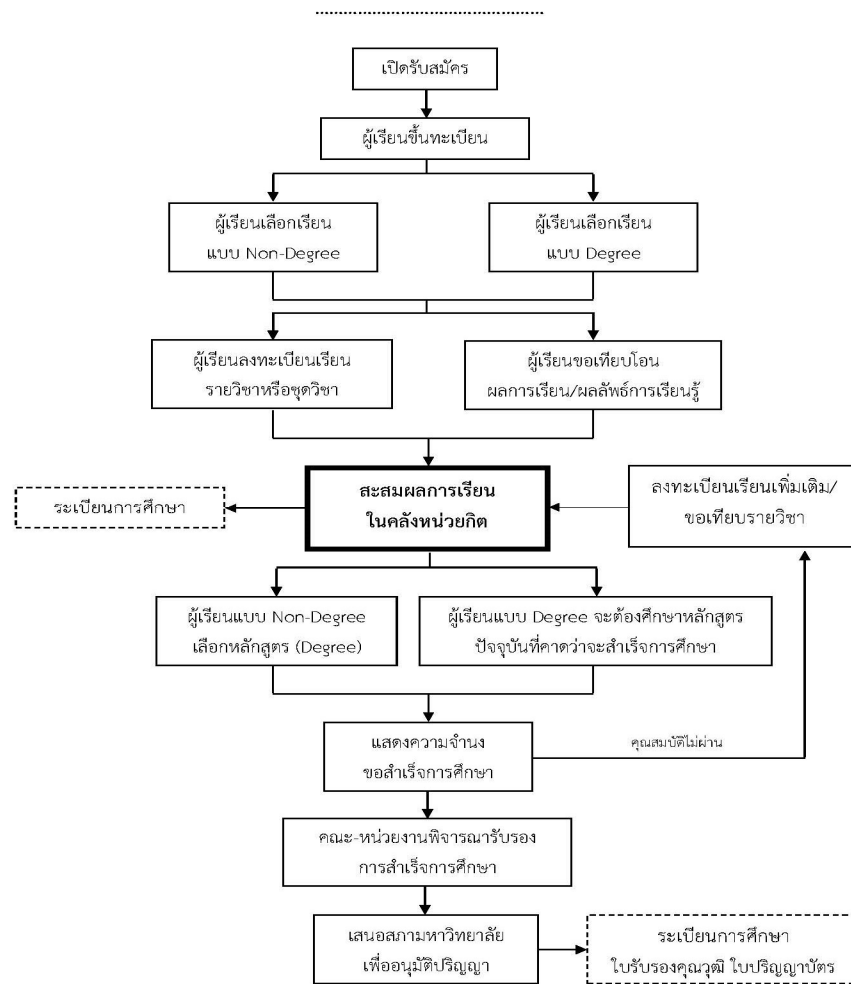 เปิดรับสมัคร
ผู้เรียนขึ้นทะเบียน
ผู้เรียนเลือกเรียน
แบบ Non-Degree
ผู้เรียนเลือกเรียน
แบบ Degree
ผู้เรียนลงทะเบียนเรียน
รายวิชาหรือชุดวิชา
ผู้เรียนขอเทียบโอน
ผลการเรียน/ผลลัพธ์การเรียนรู้
ระเบียนการศึกษา
สะสมผลการเรียน
ในคลังหน่วยกิต
ลงทะเบียนเรียนเพิ่มเติม/
ขอเทียบรายวิชา
ผู้เรียนแบบ Non-Degree
เลือกหลักสูตร (Degree)
ผู้เรียนแบบ Degree จะต้องศึกษาหลักสูตร
ปัจจุบันที่คาดว่าจะสำเร็จการศึกษา
แสดงความจำนง
ขอสำเร็จการศึกษา
คุณสมบัติไม่ผ่าน
คณะ-หน่วยงานพิจารณารับรอง
การสำเร็จการศึกษา
เสนอสภามหาวิทยาลัย
เพื่ออนุมัติปริญญา
ระเบียนการศึกษา
ใบรับรองคุณวุฒิ ใบปริญญาบัตร